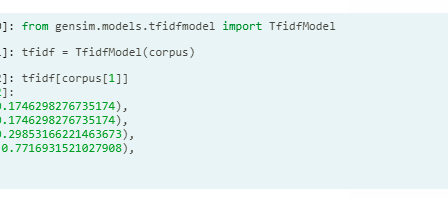 ]: from gensim.models.tfidfmodel import TfidfModel
]: tfidf = TfidfModel(corpus)
]: tfidf[corpus[1]]
]:
.1746298276735174),
.1746298276735174),
.29853166221463673),
0.7716931521027908),